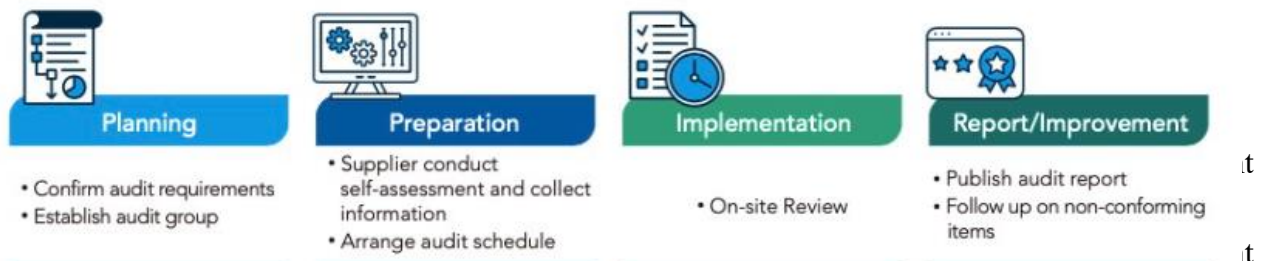 Planning
• Confirm audit requirements
• Establish audit group
Preparation
• Supplier conduct
self-assessment and collect
information
• Arrange audit schedule
Implementation
• On-site Review
Report/Improvement
• Publish audit report
• Follow up on non-conforming
items